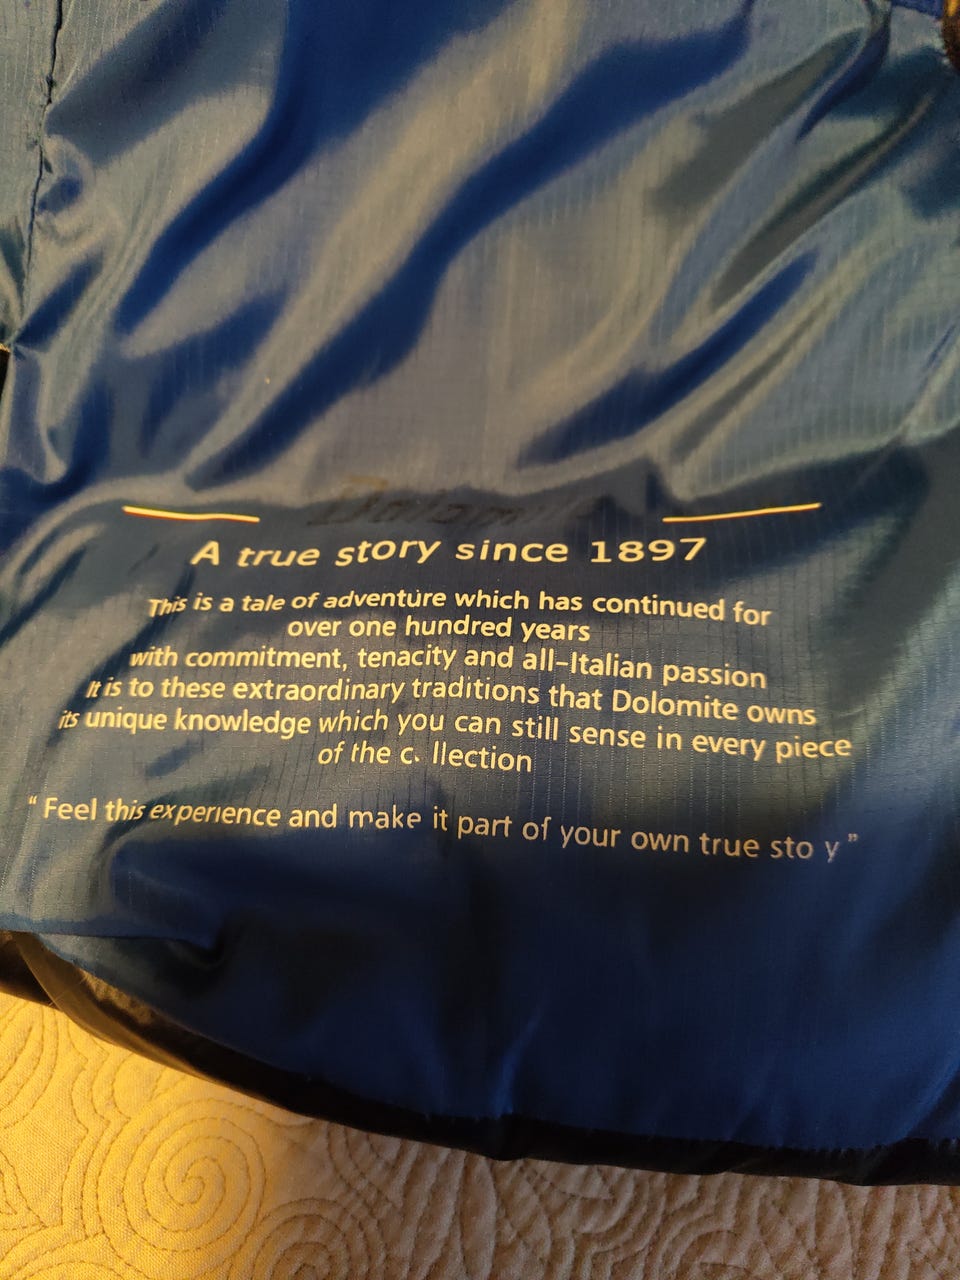 Dolomite
A true story since 1897
This is a tale of adventure which has continued for
over one hundred years
with commitment, tenacity and all-Italian passion
It is to these extraordinary traditions that Dolomite owns
its unique knowledge which you can still sense in every piece
of the c. llection
“ Feel this experience and make it part of your own true sto y ”